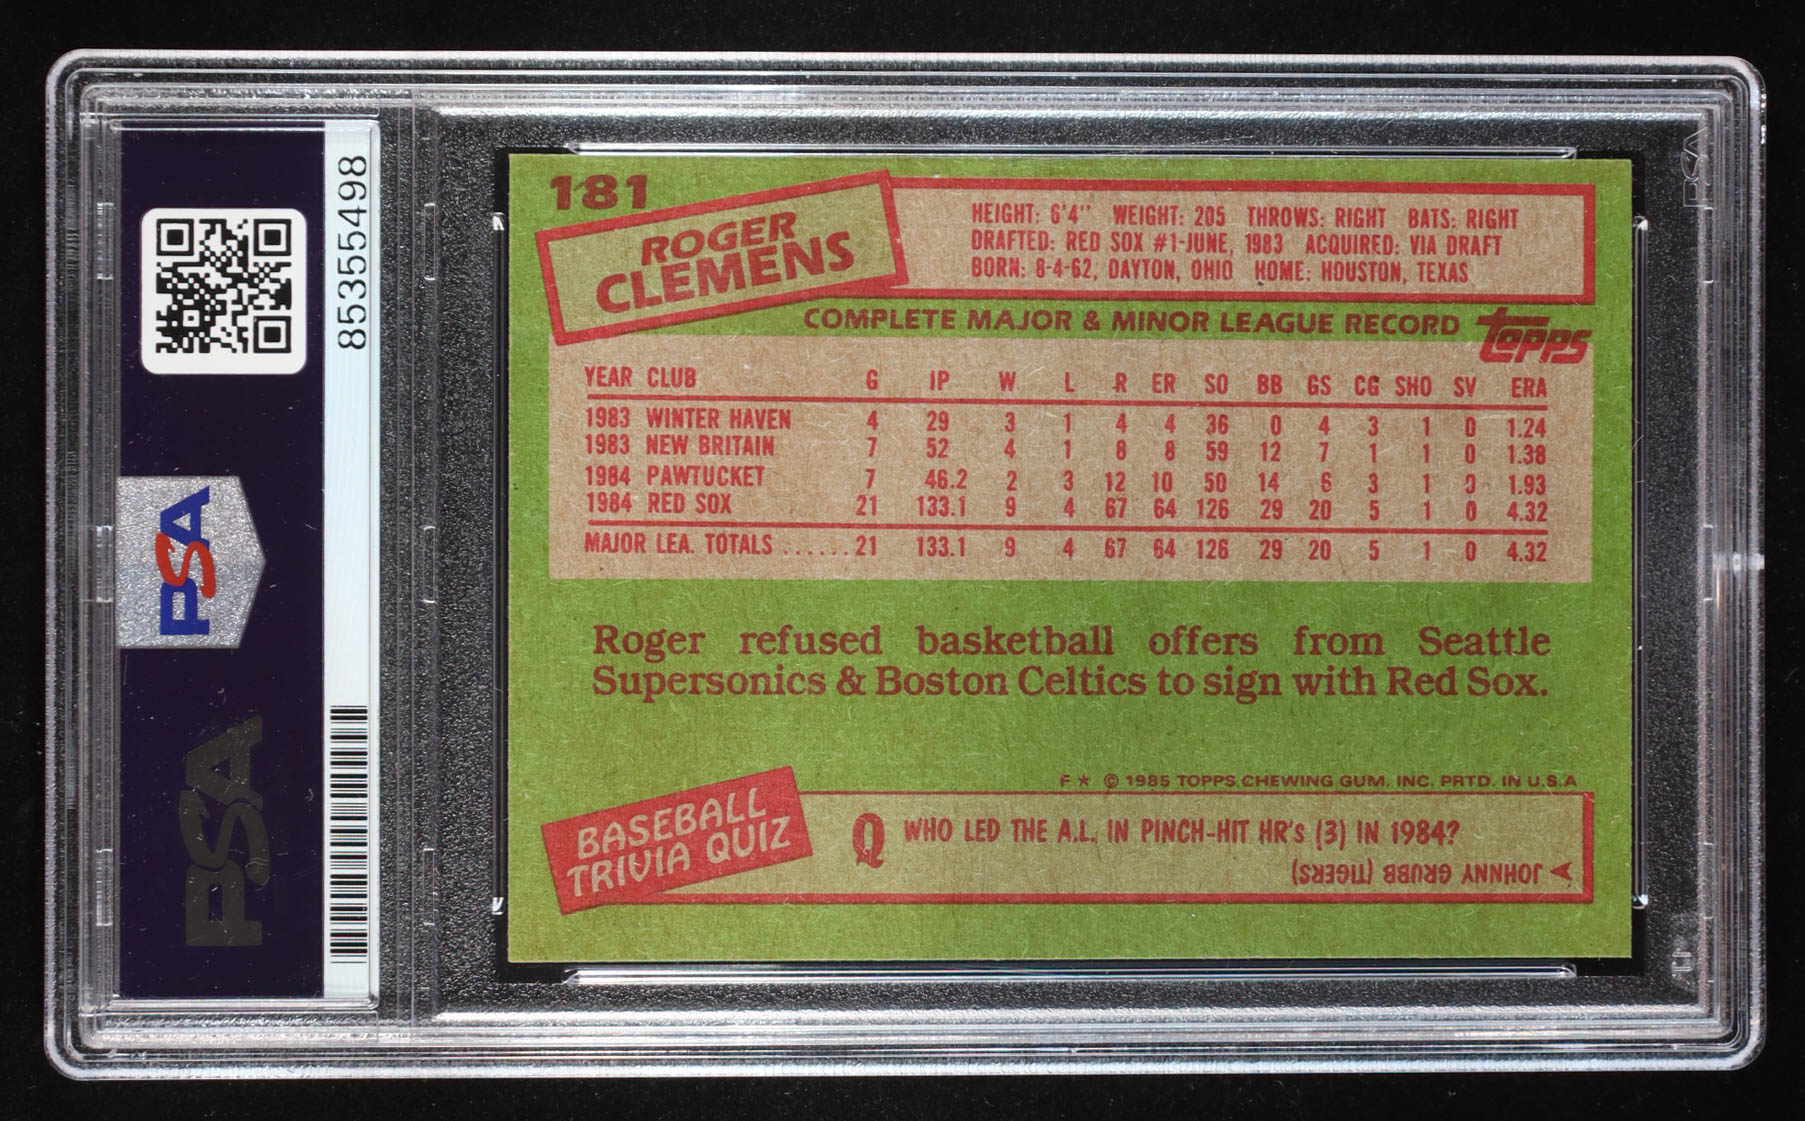 85355498
PSA
PSA
181
ROGER
CLEMENS
HEIGHT: 6'4" WEIGHT: 205 THROWS: RIGHT BATS: RIGHT
DRAFTED: RED SOX #1-JUNE, 1983 ACQUIRED: VIA DRAFT
BORN: 8-4-62, DAYTON, OHIO HOME: HOUSTON, TEXAS
COMPLETE MAJOR & MINOR LEAGUE RECORD
topps
YEAR CLUB G IP W L R ER SO BB GS CG SHO SV ERA
1983 WINTER HAVEN 4 29 3 1 4 4 36 0 4 3 1 0 1.24
1983 NEW BRITAIN 7 52 4 1 8 8 59 12 7 1 1 0 1.38
1984 PAWTUCKET 7 46.2 2 3 12 10 50 14 6 3 1 0 1.93
1984 RED SOX 21 133.1 9 4 67 64 126 29 20 5 1 0 4.32
MAJOR LEA. TOTALS ......21 133.1 9 4 67 64 126 29 20 5 1 0 4.32
Roger refused basketball offers from Seattle
Supersonics & Boston Celtics to sign with Red Sox.
F * © 1985 TOPPS CHEWING GUM, INC. PRTD. IN U.S.A
BASEBALL
TRIVIA QUIZ
Q WHO LED THE A.L. IN PINCH-HIT HR's (3) IN 1984?
A JOHNNY GRUBB (TIGERS)
PSA